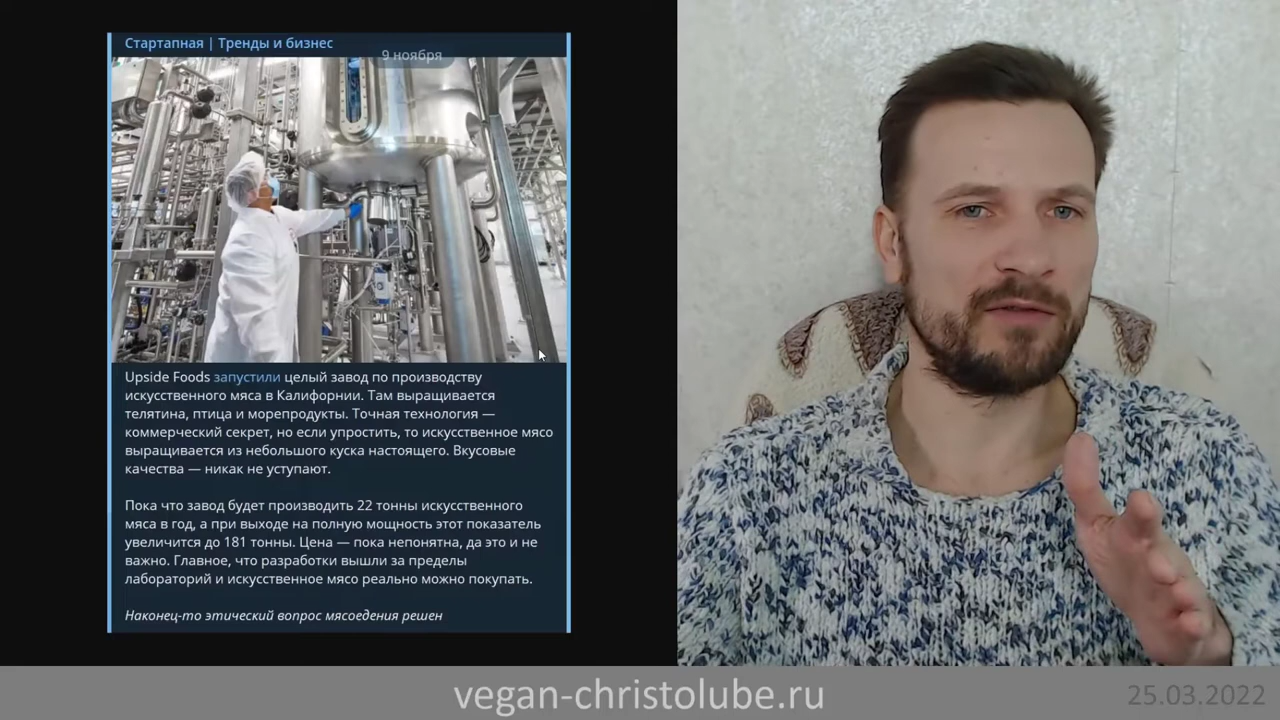 Стартапная | Тренды и бизнес
9 ноября
Upside Foods запустили целый завод по производству
искусственного мяса в Калифорнии. Там выращивается
телятина, птица и морепродукты. Точная технология —
коммерческий секрет, но если упростить, то искусственное мясо
выращивается из небольшого куска настоящего. Вкусовые
качества — никак не уступают.
Пока что завод будет производить 22 тонны искусственного
мяса в год, а при выходе на полную мощность этот показатель
увеличится до 181 тонны. Цена — пока непонятна, да это и не
важно. Главное, что разработки вышли за пределы
лабораторий и искусственное мясо реально можно покупать.
Наконец-то этический вопрос мясоедения решен
vegan-christolube.ru
25.03.2022